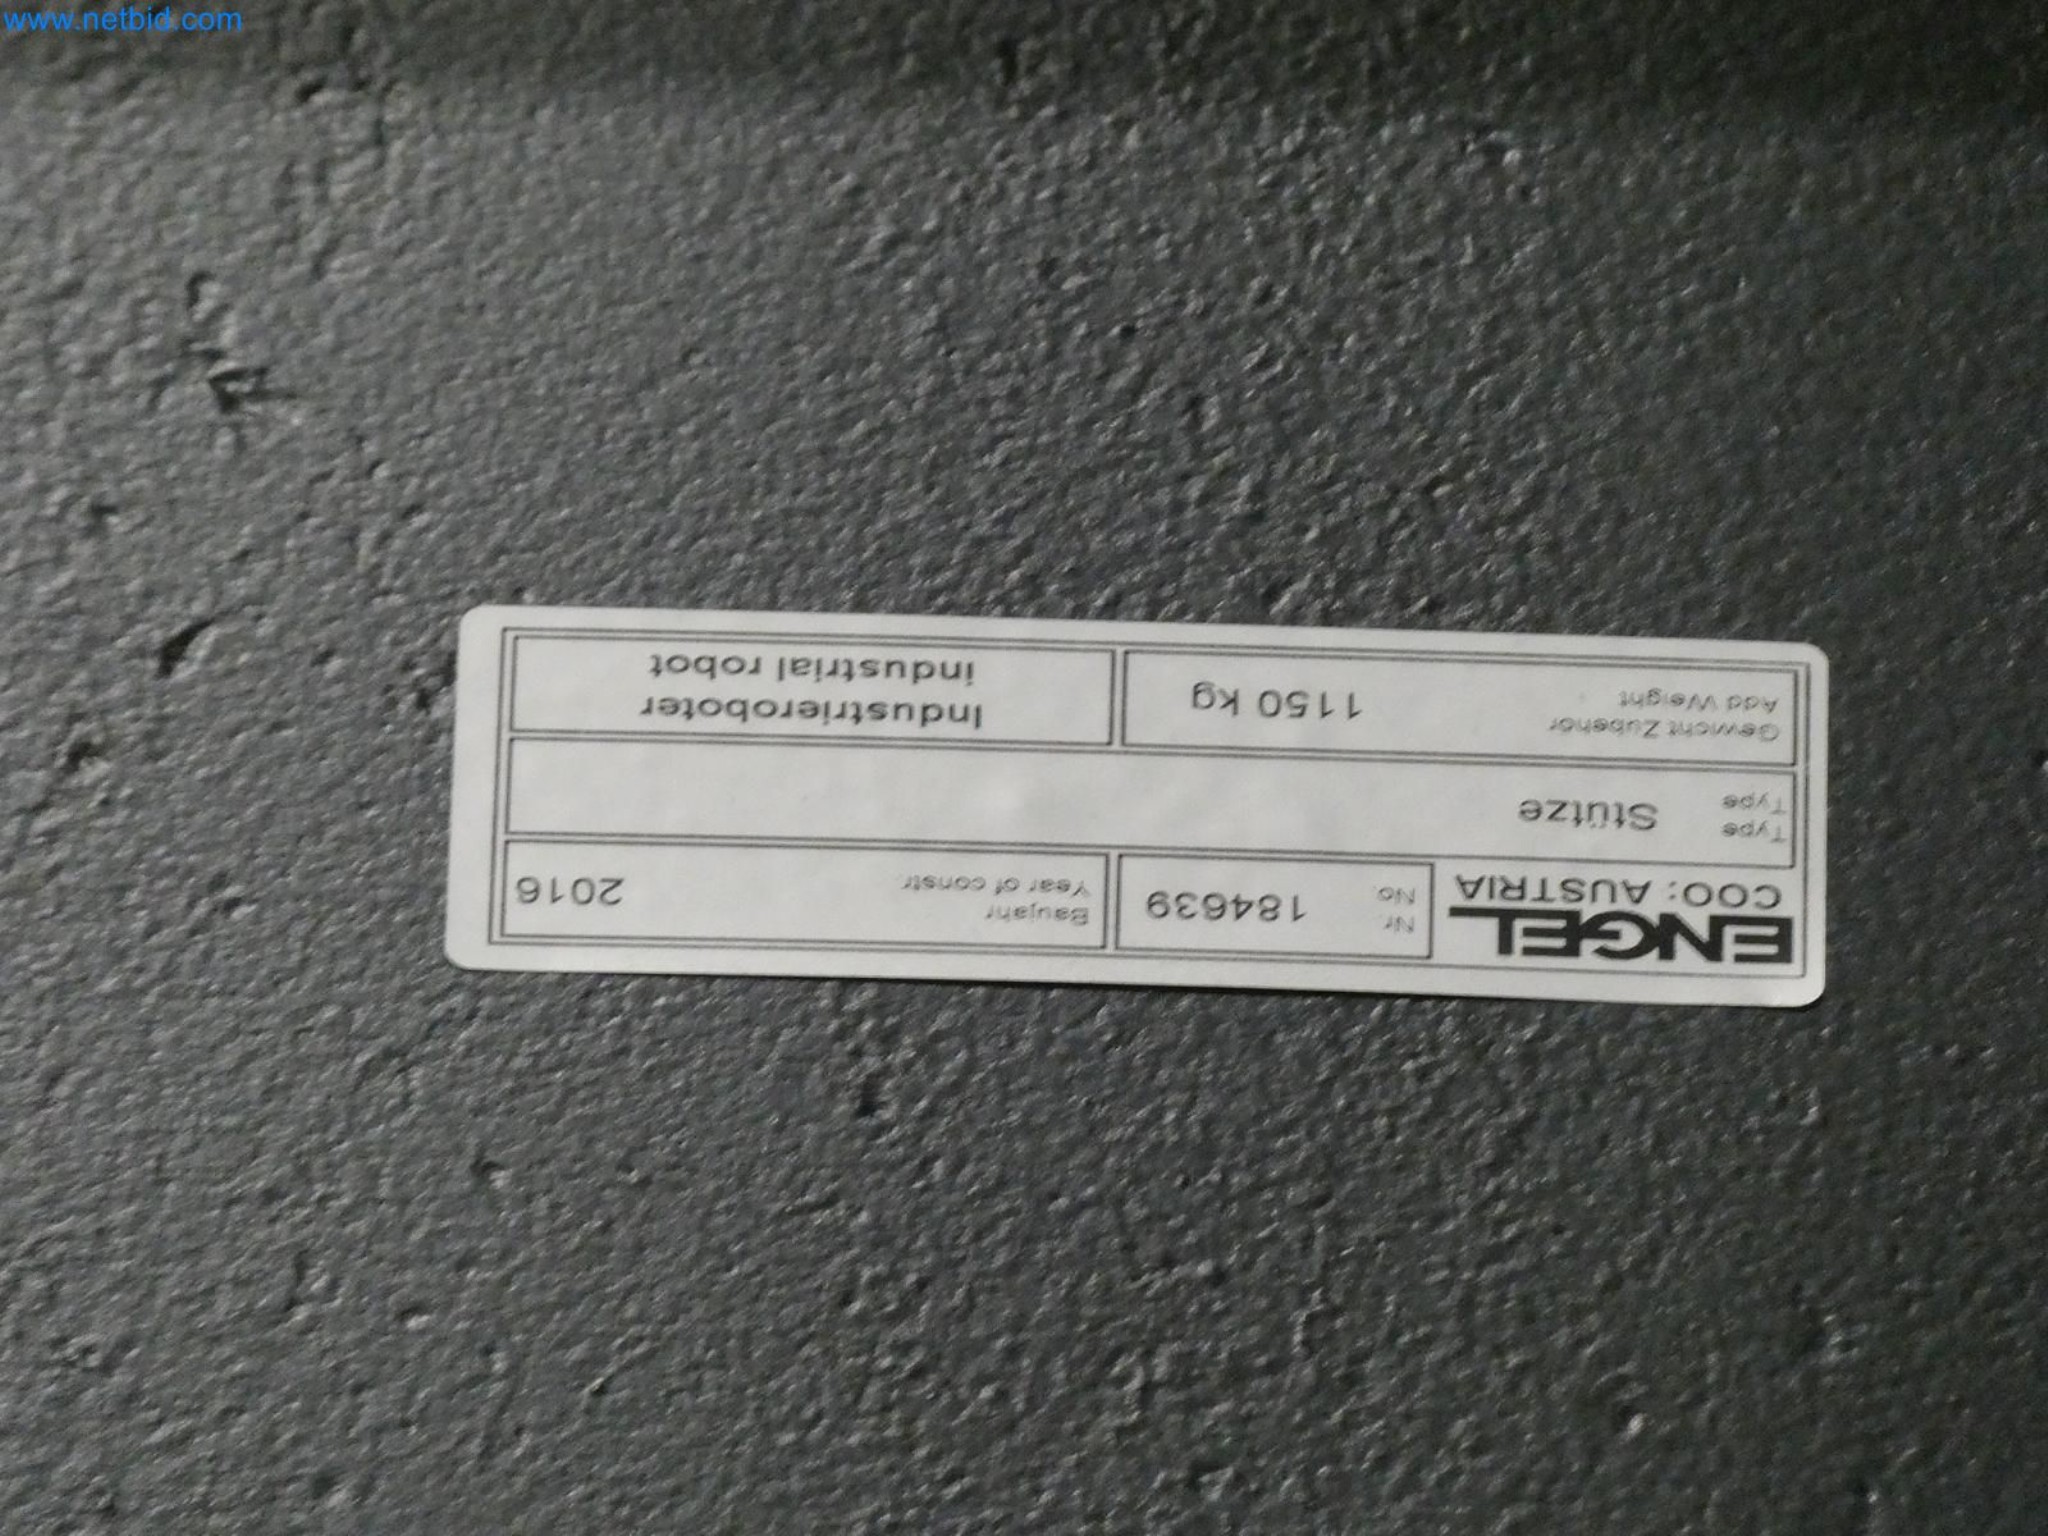 www.netbid.com
ENGEL
COO: AUSTRIA
Nr. 184639
No.
Baujahr 2016
Year of constr.
Type Stütze
Type
Gewicht Zubehör 1150 kg
Add Weight
Industrieroboter
industrial robot